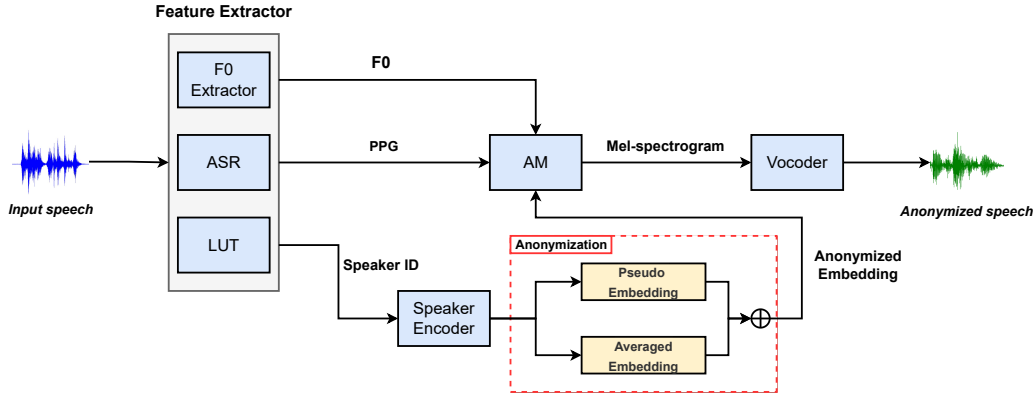 Feature Extractor
F0
Extractor
F0
ASR
PPG
AM
Mel-spectrogram
Vocoder
Input speech
Anonymized speech
LUT
Speaker ID
Anonymization
Anonymized
Embedding
Pseudo
Embedding
Speaker
Encoder
Averaged
Embedding